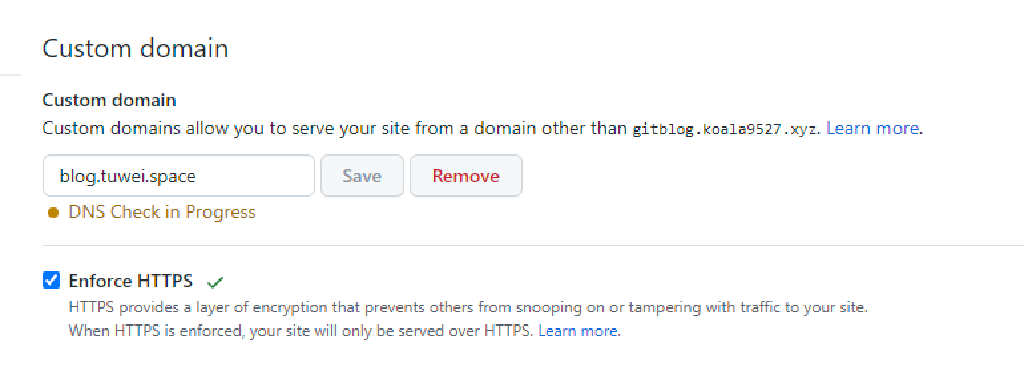 Custom domain
Custom domain
Custom domains allow you to serve your site from a domain other than gitblog.koala9527.xyz. Learn more.
blog.tuwei.space Save Remove
DNS Check in Progress
Enforce HTTPS
HTTPS provides a layer of encryption that prevents others from snooping on or tampering with traffic to your site.
When HTTPS is enforced, your site will only be served over HTTPS. Learn more.